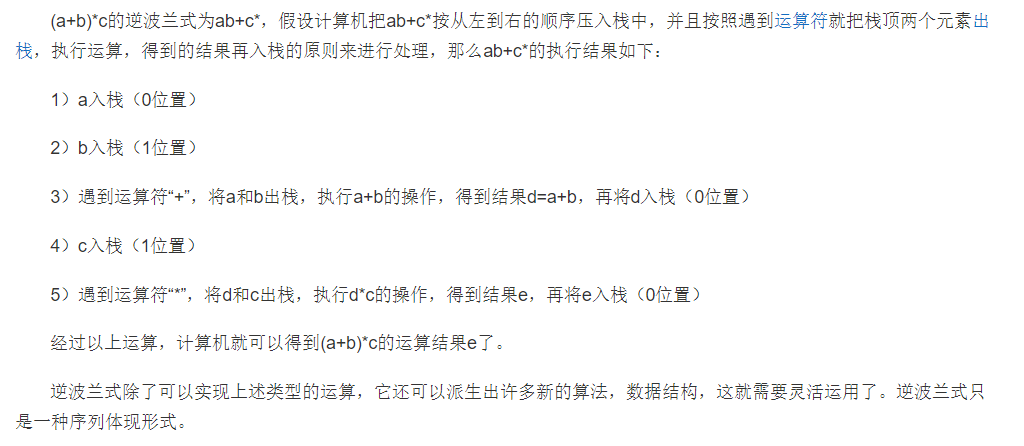 (a+b)*c的逆波兰式为ab+c*，假设计算机把ab+c*按从左到右的顺序压入栈中，并且按照遇到运算符就把栈顶两个元素出
栈，执行运算，得到的结果再入栈的原则来进行处理，那么ab+c*的执行结果如下：
1）a入栈（0位置）
2）b入栈（1位置）
3）遇到运算符“+”，将a和b出栈，执行a+b的操作，得到结果d=a+b，再将d入栈（0位置）
4）c入栈（1位置）
5）遇到运算符“*”，将d和c出栈，执行d*c的操作，得到结果e，再将e入栈（0位置）
经过以上运算，计算机就可以得到(a+b)*c的运算结果e了。
逆波兰式除了可以实现上述类型的运算，它还可以派生出许多新的算法，数据结构，这就需要灵活运用了。逆波兰式只
是一种序列体现形式。